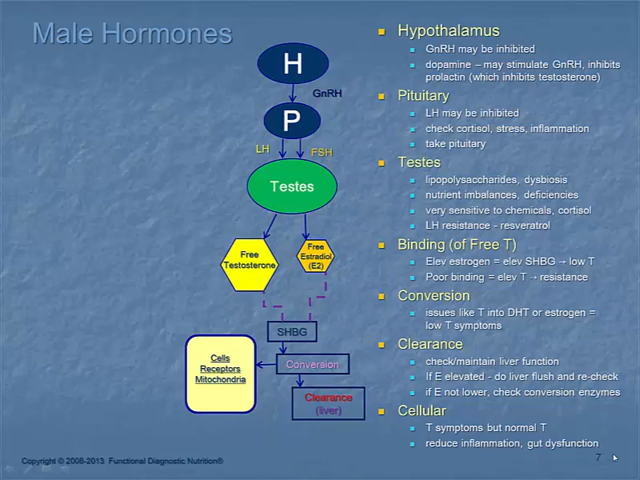 Male Hormones
H
GnRH
P
LH
FSH
Testes
Free
Testosterone
Free
Estradiol
(E2)
SHBG
Cells
Receptors
Mitochondria
Conversion
Clearance
(liver)
Hypothalamus
GnRH may be inhibited
dopamine – may stimulate GnRH, inhibits
prolactin (which inhibits testosterone)
Pituitary
LH may be inhibited
check cortisol, stress, inflammation
take pituitary
Testes
lipopolysaccharides, dysbiosis
nutrient imbalances, deficiencies
very sensitive to chemicals, cortisol
LH resistance - resveratrol
Binding (of Free T)
Elev estrogen = elev SHBG → low T
Poor binding = elev T → resistance
Conversion
issues like T into DHT or estrogen =
low T symptoms
Clearance
check/maintain liver function
If E elevated - do liver flush and re-check
if E not lower, check conversion enzymes
Cellular
T symptoms but normal T
reduce inflammation, gut dysfunction
Copyright © 2008-2013 Functional Diagnostic Nutrition®
7